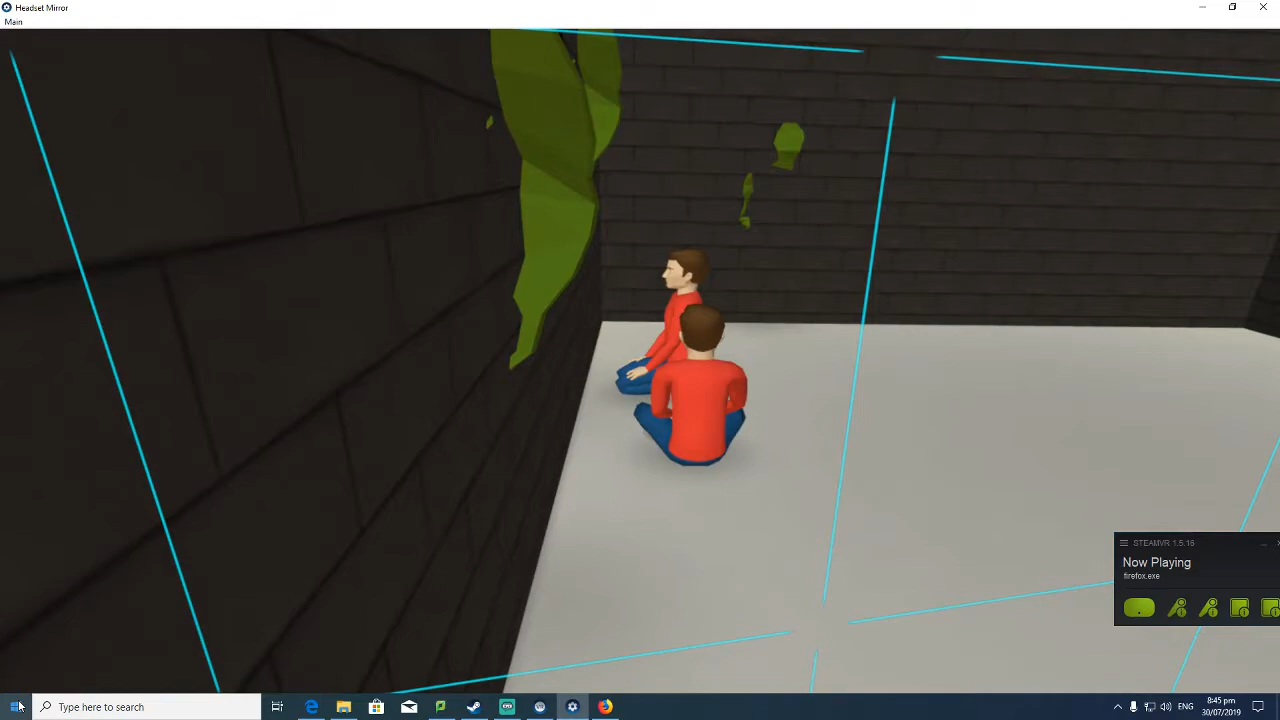 Headset Mirror
Main
STEAMVR 1.5.16
Now Playing
firefox.exe
Type here to search
ENG
8:45 pm
30/07/2019